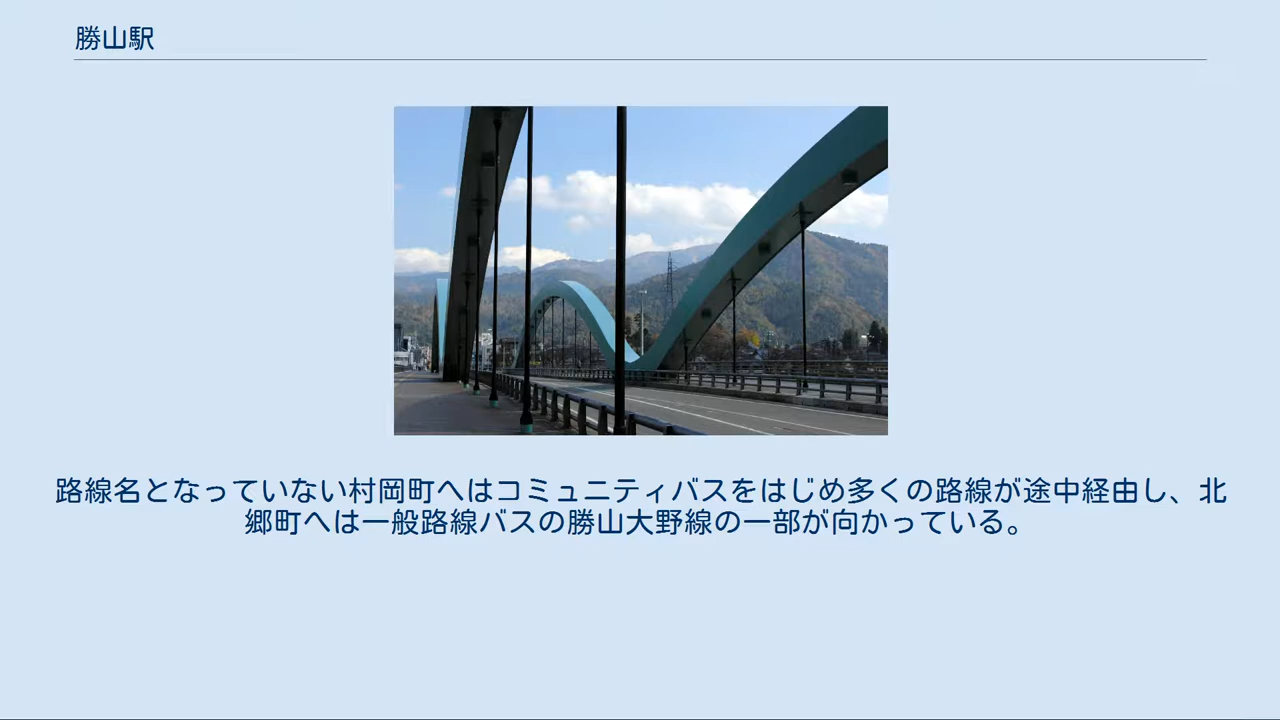 勝山駅
路線名となっていない村岡町へはコミュニティバスをはじめ多くの路線が途中経由し、北
郷町へは一般路線バスの勝山大野線の一部が向かっている。